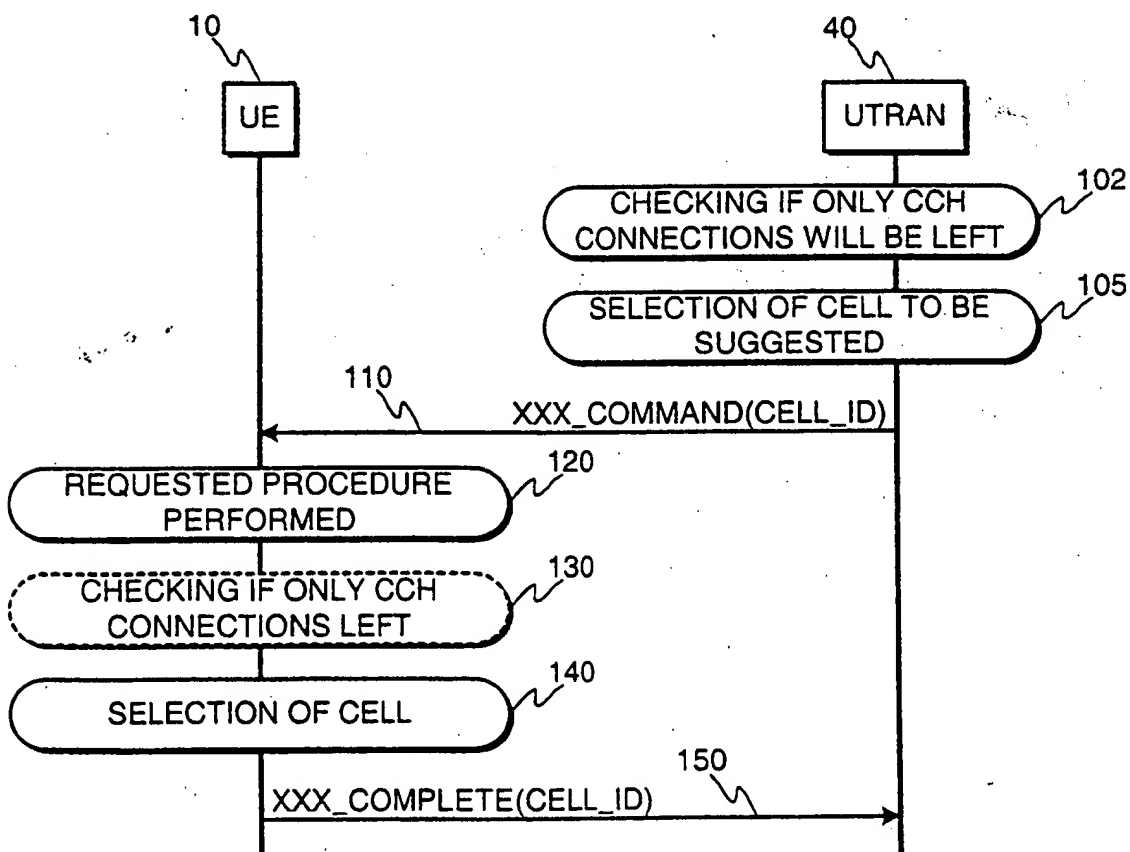 10
40
UE
UTRAN
102
CHECKING IF ONLY CCH
CONNECTIONS WILL BE LEFT
105
SELECTION OF CELL TO BE
SUGGESTED
110
XXX_COMMAND(CELL_ID)
120
REQUESTED PROCEDURE
PERFORMED
130
CHECKING IF ONLY CCH
CONNECTIONS LEFT
140
SELECTION OF CELL
150
XXX_COMPLETE(CELL_ID)